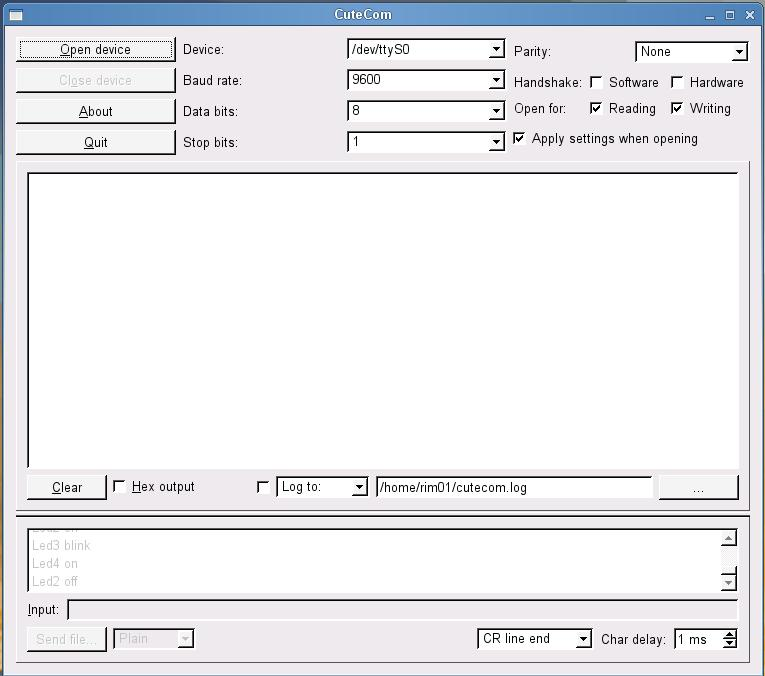 CuteCom
Open device Device: /dev/ttyS0 Parity: None
Close device Baud rate: 9600 Handshake: Software Hardware
About Data bits: 8 Open for: Reading Writing
Quit Stop bits: 1 Apply settings when opening
Clear Hex output Log to: /home/rim01/cutecom.log ...
Led3 blink
Led4 on
Led2 off
Input:
Send file... Plain CR line end Char delay: 1 ms